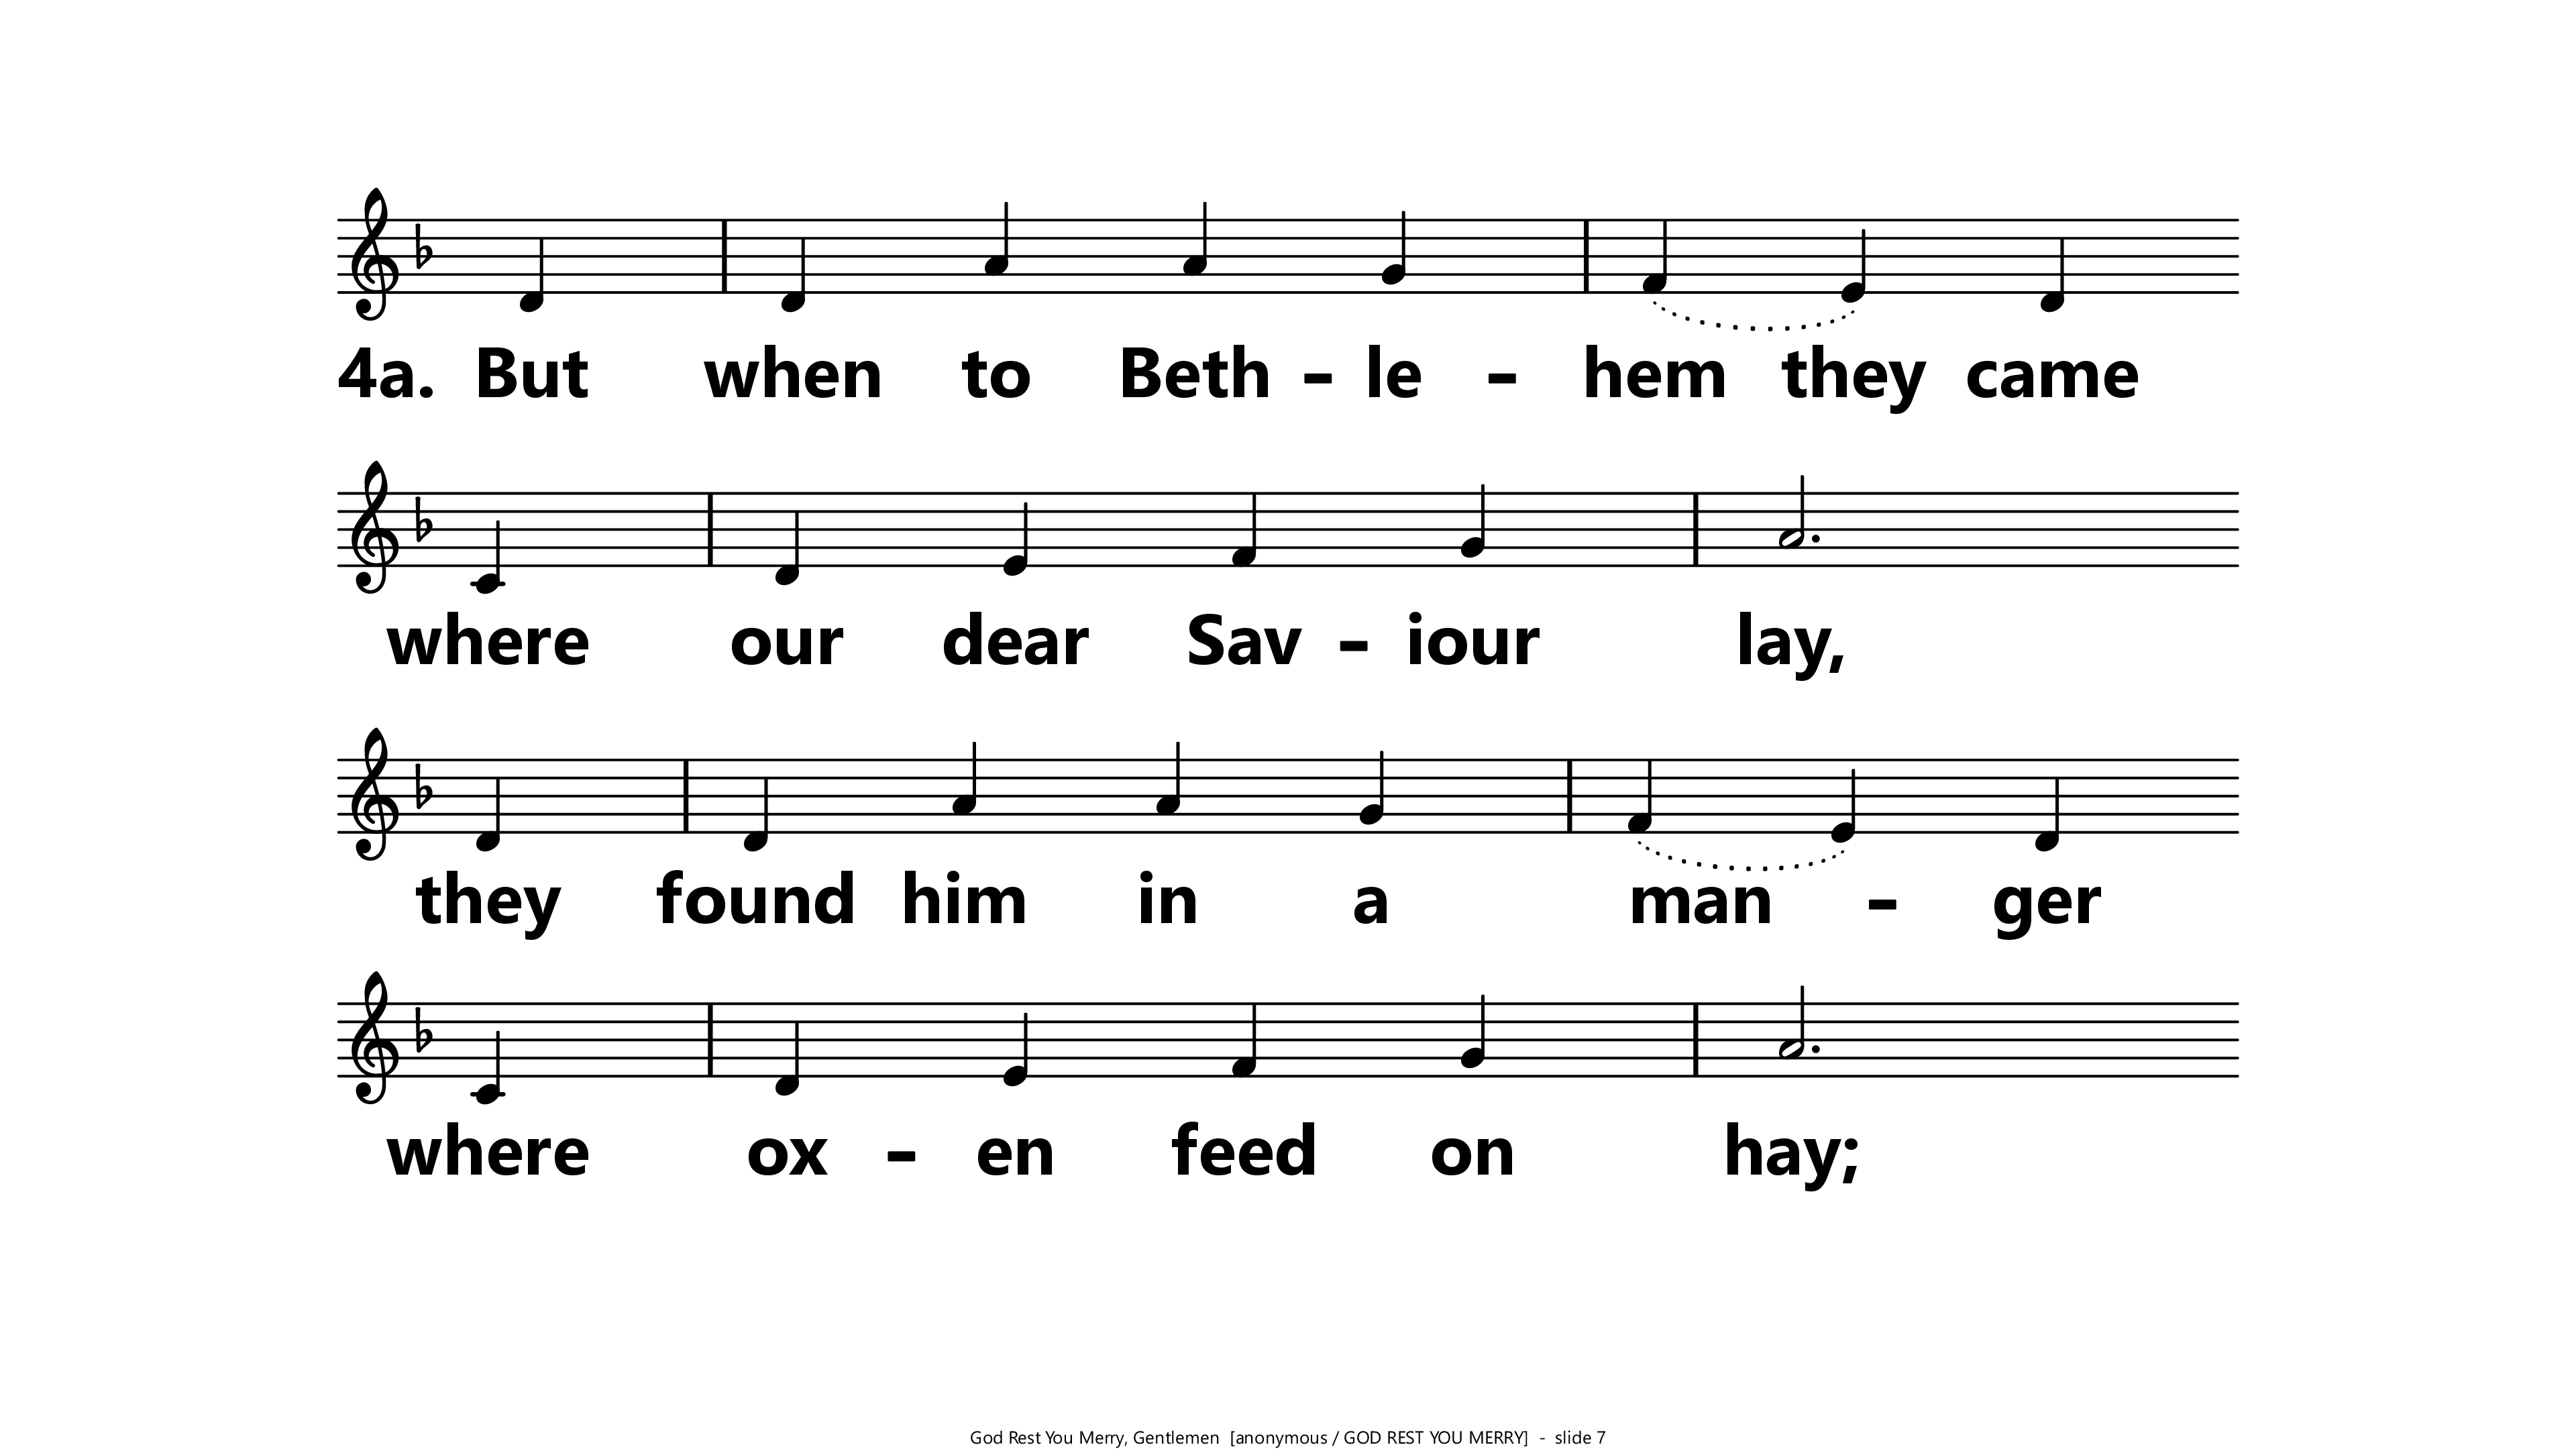 4a. But when to Beth - le - hem they came
where our dear Sav - iour lay,
they found him in a man - ger
where ox - en feed on hay;
God Rest You Merry, Gentlemen [anonymous / GOD REST YOU MERRY] - slide 7